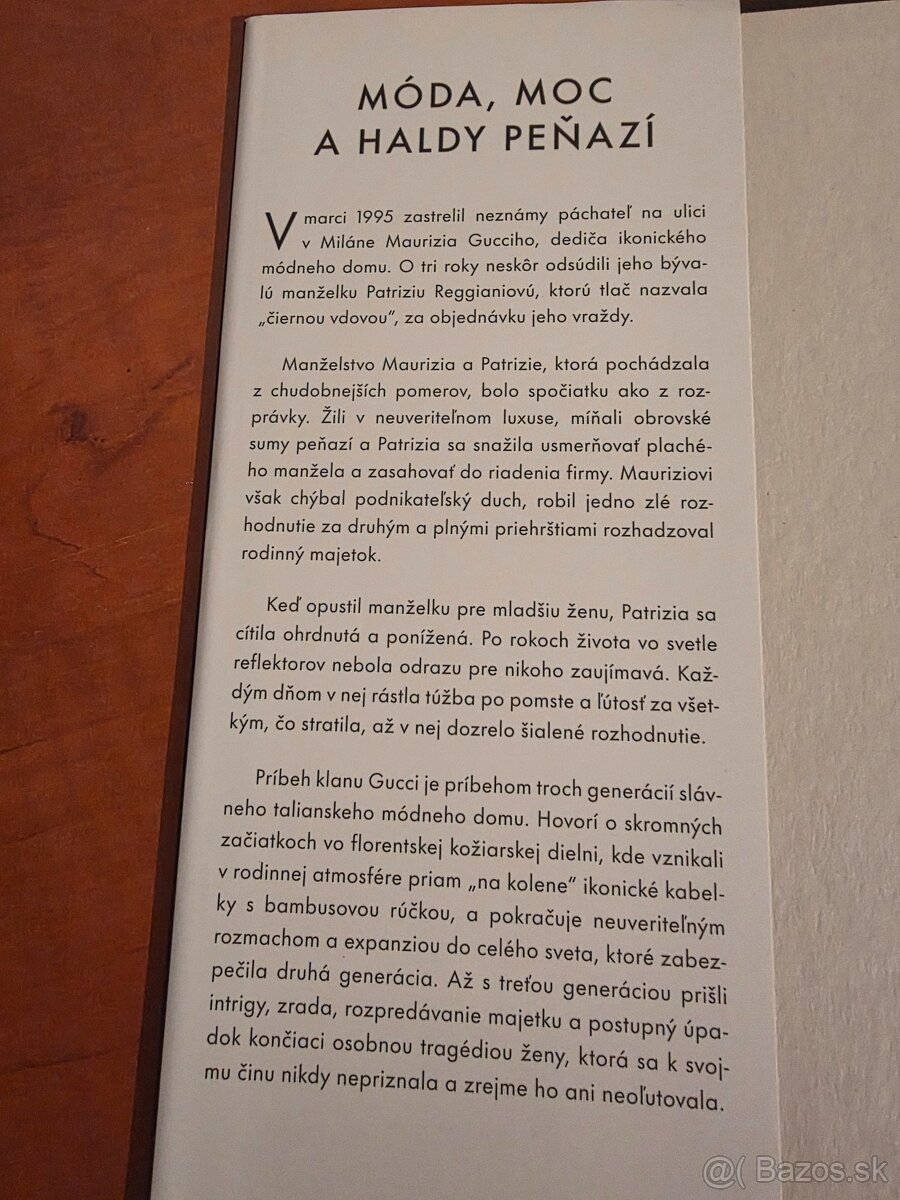 MÓDA, MOC
A HALDY PEŇAZÍ
V marci 1995 zastrelil neznámy páchateľ na ulici
v Miláne Maurizia Gucciho, dediča ikonického
módneho domu. O tri roky neskôr odsúdili jeho býva-
lú manželku Patriziu Reggianiovú, ktorú tlač nazvala
„čiernou vdovou“, za objednávku jeho vraždy.
Manželstvo Maurizia a Patrizie, ktorá pochádzala
z chudobnejších pomerov, bolo spočiatku ako z roz-
právky. Žili v neuveriteľnom luxuse, míňali obrovské
sumy peňazí a Patrizia sa snažila usmerňovať plaché-
ho manžela a zasahovať do riadenia firmy. Mauriziovi
však chýbal podnikateľský duch, robil jedno zlé roz-
hodnutie za druhým a plnými priehrštiami rozhadzoval
rodinný majetok.
Keď opustil manželku pre mladšiu ženu, Patrizia sa
cítila ohrdnutá a ponížená. Po rokoch života vo svetle
reflektorov nebola odrazu pre nikoho zaujímavá. Kaž-
dým dňom v nej rástla túžba po pomste a ľútosť za všet-
kým, čo stratila, až v nej dozrelo šialené rozhodnutie.
Príbeh klanu Gucci je príbehom troch generácií sláv-
neho talianskeho módneho domu. Hovorí o skromných
začiatkoch vo florentskej kožiarskej dielni, kde vznikali
v rodinnej atmosfére priam „na kolene“ ikonické kabel-
ky s bambusovou rúčkou, a pokračuje neuveriteľným
rozmachom a expanziou do celého sveta, ktoré zabez-
pečila druhá generácia. Až s treťou generáciou prišli
intrigy, zrada, rozpredávanie majetku a postupný úpa-
dok končiaci osobnou tragédiou ženy, ktorá sa k svoj-
mu činu nikdy nepriznala a zrejme ho ani neoľutovala.
@( Bazos.sk